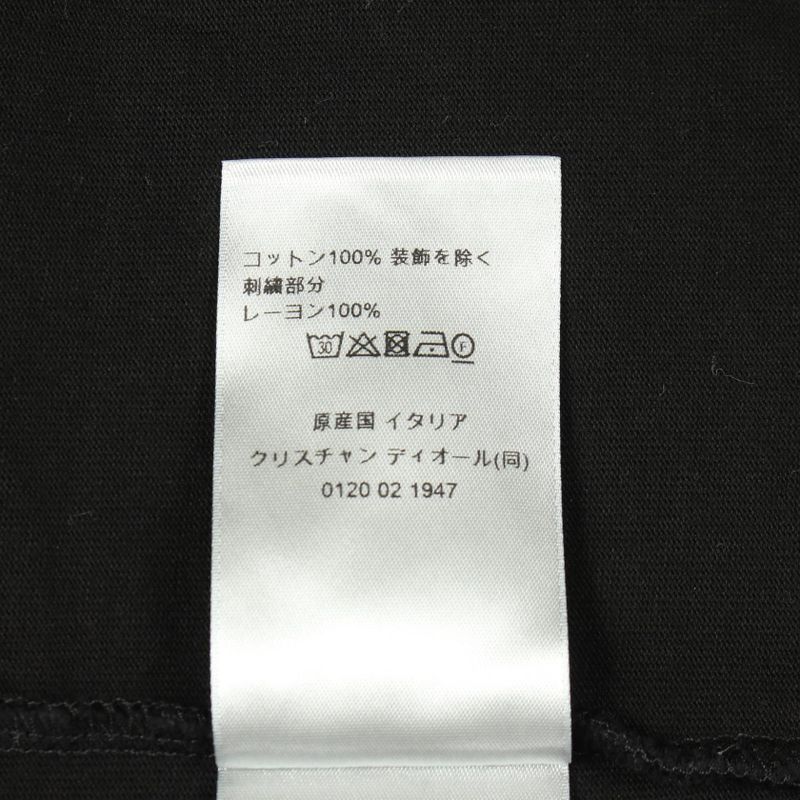 コットン100% 装飾を除く
刺繍部分
レーヨン100%
30 F
原産国 イタリア
クリスチャン ディオール(同)
0120 02 1947